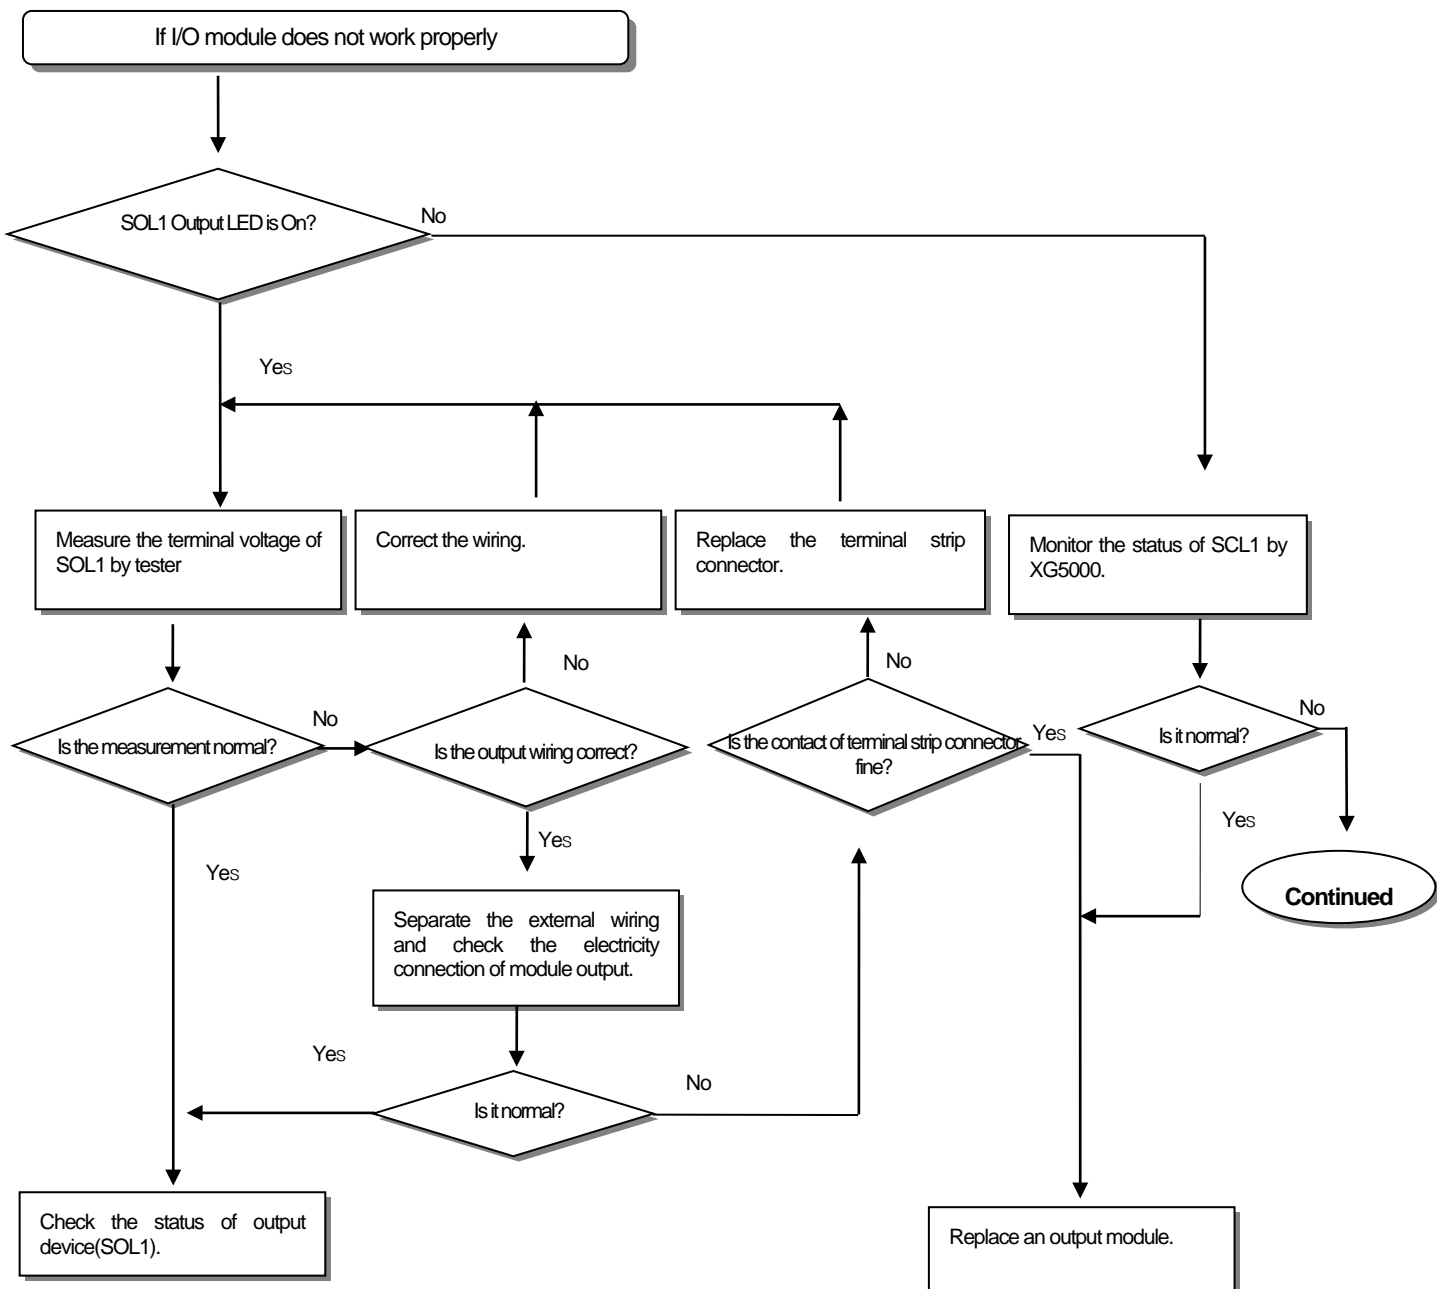 If I/O module does not work properly
SOL1 Output LED is On?
No
Yes
Measure the terminal voltage of
SOL1 by tester
Correct the wiring.
Replace the terminal strip
connector.
Monitor the status of SCL1 by
XG5000.
No
No
Is the measurement normal?
No
Is the output wiring correct?
Is the contact of terminal strip connector
fine?
Yes
Is it normal?
No
Yes
Yes
Yes
Continued
Separate the external wiring
and check the electricity
connection of module output.
Yes
Is it normal?
No
Check the status of output
device(SOL1).
Replace an output module.